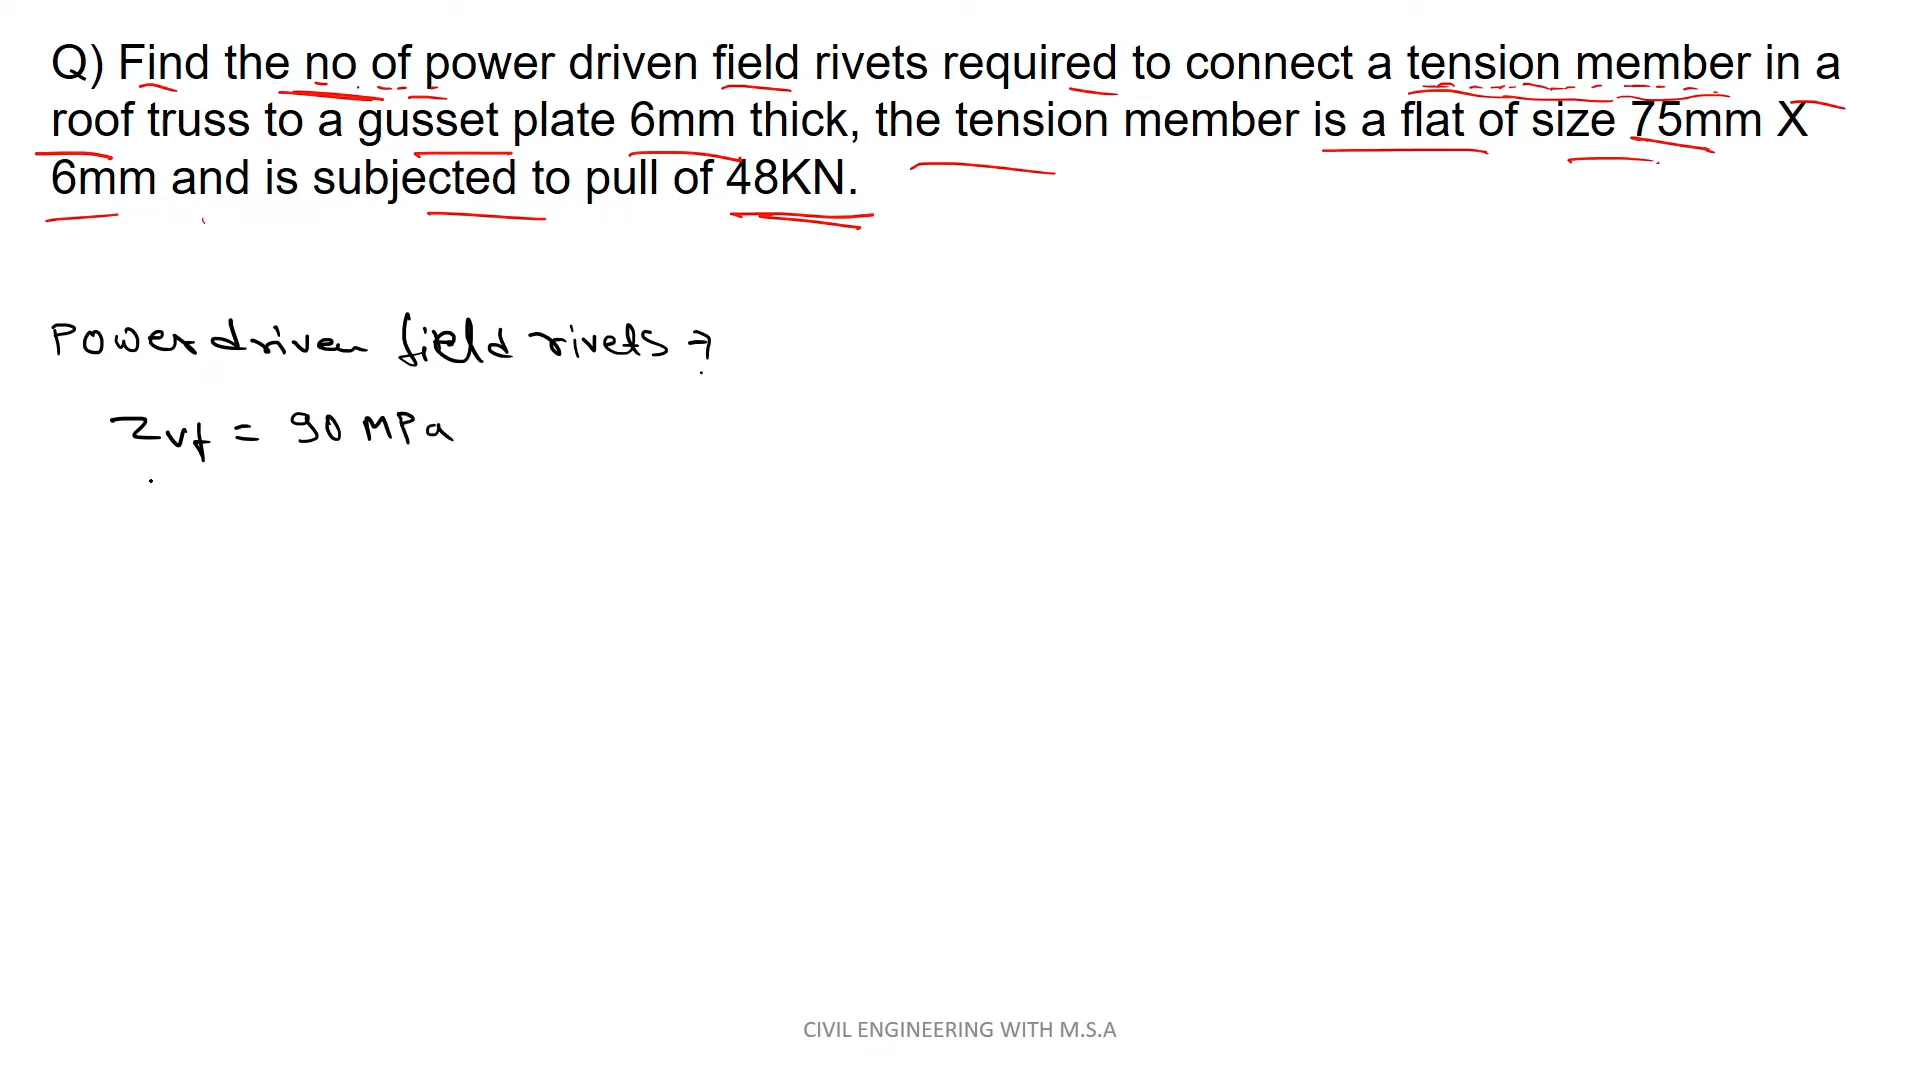 Q) Find the no of power driven field rivets required to connect a tension member in a
roof truss to a gusset plate 6mm thick, the tension member is a flat of size 75mm X
6mm and is subjected to pull of 48KN.
Power driven field rivets →
τvf = 90 MPa
CIVIL ENGINEERING WITH M.S.A